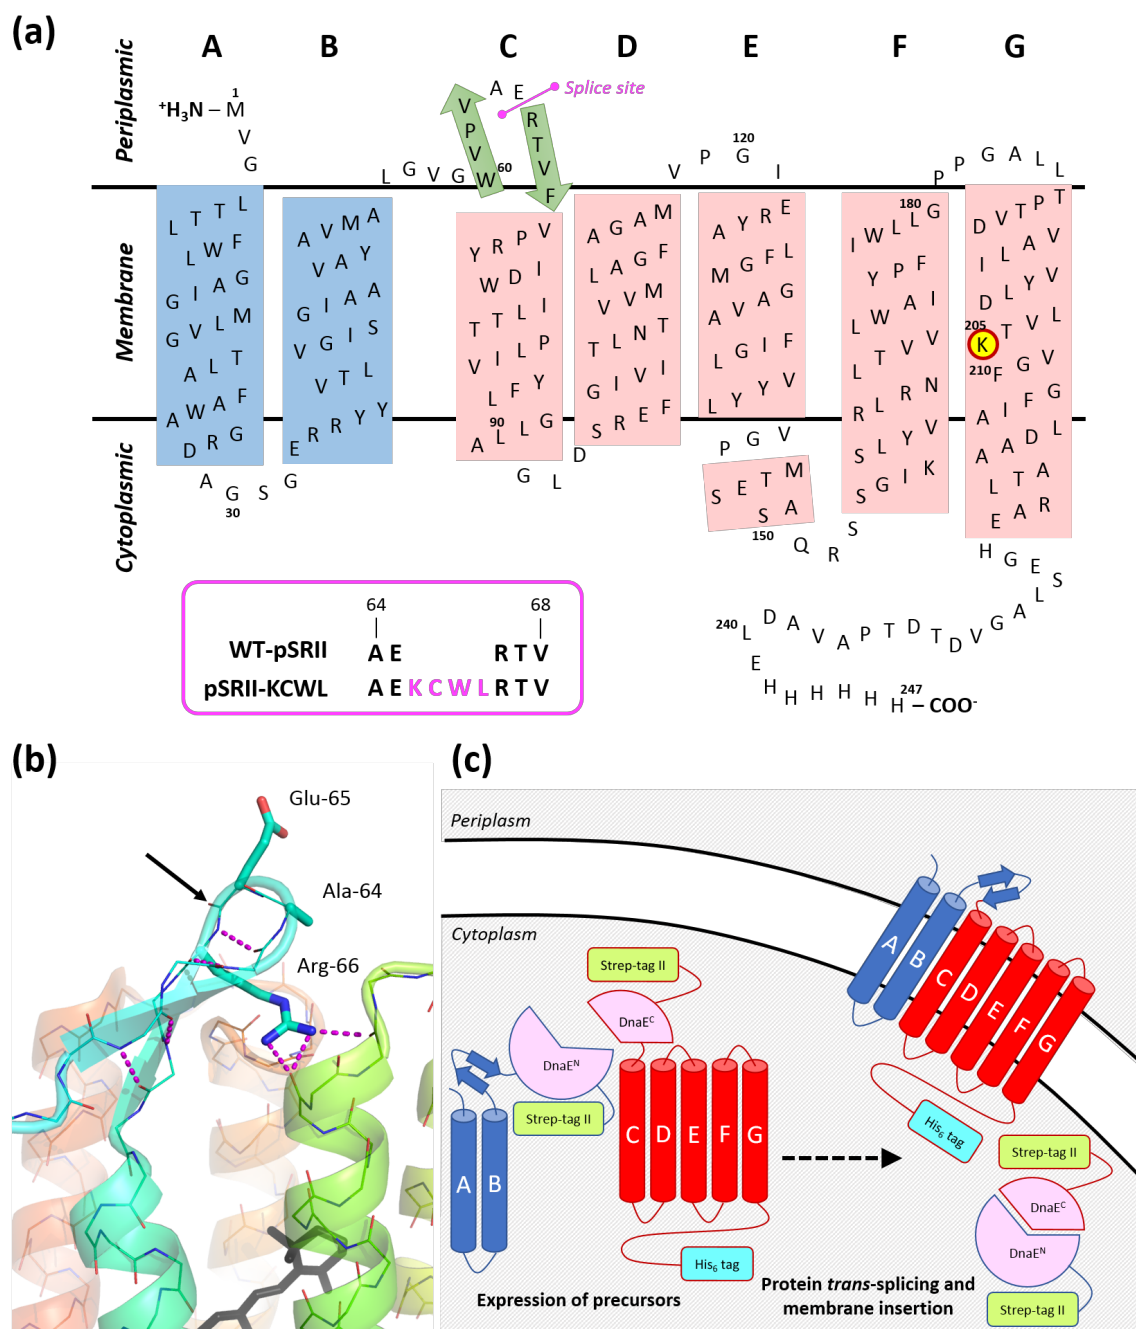 (a)
A B C D E F G
Periplasmic
Membrane
Cytoplasmic
⁺H₃N – M
1
V
G
L T T L
L W F
G I A G
G V L M
A L T
A W A F
D R G
A G S G
30
A V M A
V A Y
G I A A
V G I S
V T L
E R R Y Y
L G V G W
60
V P V
A E
Splice site
R T V F
Y R P V
W D I
T T L I
V I L P
L F Y
90
A L L G
G L D
A G A M
L A G F
V V M
T L N T
G I V I
S R E F
V P G I
120
A Y R E
M G F L
A V A G
L G I F
L Y Y V
P G V
S E T M
S A
150
Q R S
180
I W L L G
Y P F
L W A I
L T V V
R L R N
S L Y V
S G I K
P P G A L L
D V T P T
I L A V
D L Y V
205
K T V L
210
F G V
A I F G
A A D L
L T A
E A R
H G E S
L A G V D T D T P A V A D L
240
E
H H H H H H – COO⁻
247
64 68
WT-pSRII A E R T V
pSRII-KCWL A E K C W L R T V
(b)
Glu-65
Ala-64
Arg-66
(c)
Periplasm
Cytoplasm
Strep-tag II
DnaEᶜ
DnaEᴺ
Strep-tag II
A B
C D E F G
His₆ tag
Expression of precursors
A B C D E F G
His₆ tag
Strep-tag II
DnaEᶜ
DnaEᴺ
Strep-tag II
Protein trans-splicing and
membrane insertion